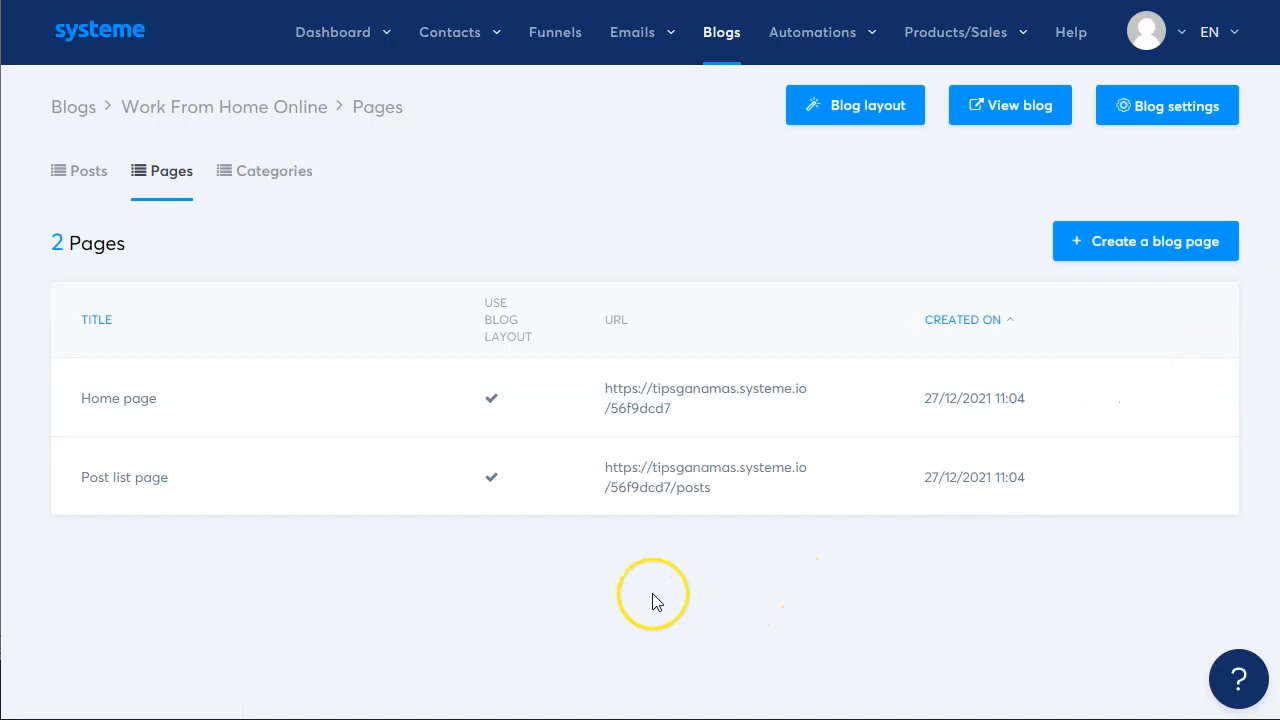 systeme
Dashboard Contacts Funnels Emails Blogs Automations Products/Sales Help EN
Blogs > Work From Home Online > Pages
Blog layout View blog Blog settings
Posts Pages Categories
2 Pages
+ Create a blog page
TITLE USE BLOG LAYOUT URL CREATED ON
Home page https://tipsganamas.systeme.io/56f9dcd7 27/12/2021 11:04
Post list page https://tipsganamas.systeme.io/56f9dcd7/posts 27/12/2021 11:04
?